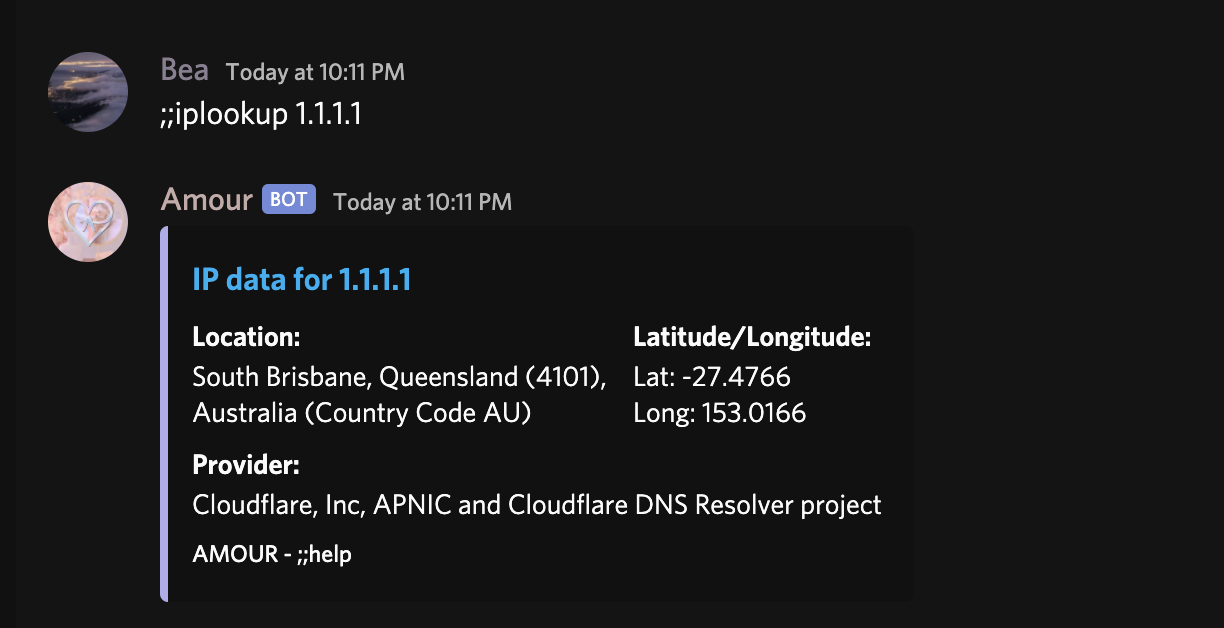 Bea Today at 10:11 PM
;;iplookup 1.1.1.1
Amour BOT Today at 10:11 PM
IP data for 1.1.1.1
Location:
South Brisbane, Queensland (4101),
Australia (Country Code AU)
Latitude/Longitude:
Lat: -27.4766
Long: 153.0166
Provider:
Cloudflare, Inc, APNIC and Cloudflare DNS Resolver project
AMOUR - ;;help